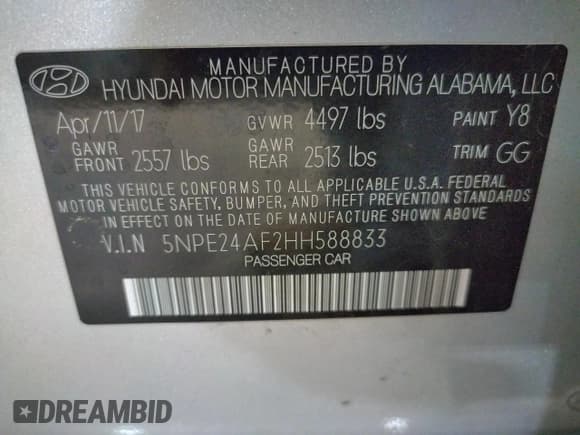 MANUFACTURED BY
HYUNDAI MOTOR MANUFACTURING ALABAMA, LLC
Apr/11/17 GVWR 4497 lbs PAINT Y8
GAWR FRONT 2557 lbs GAWR REAR 2513 lbs TRIM GG
THIS VEHICLE CONFORMS TO ALL APPLICABLE U.S.A. FEDERAL
MOTOR VEHICLE SAFETY, BUMPER, AND THEFT PREVENTION STANDARDS
IN EFFECT ON THE DATE OF MANUFACTURE SHOWN ABOVE.
V.I.N 5NPE24AF2HH588833
PASSENGER CAR
DREAMBID